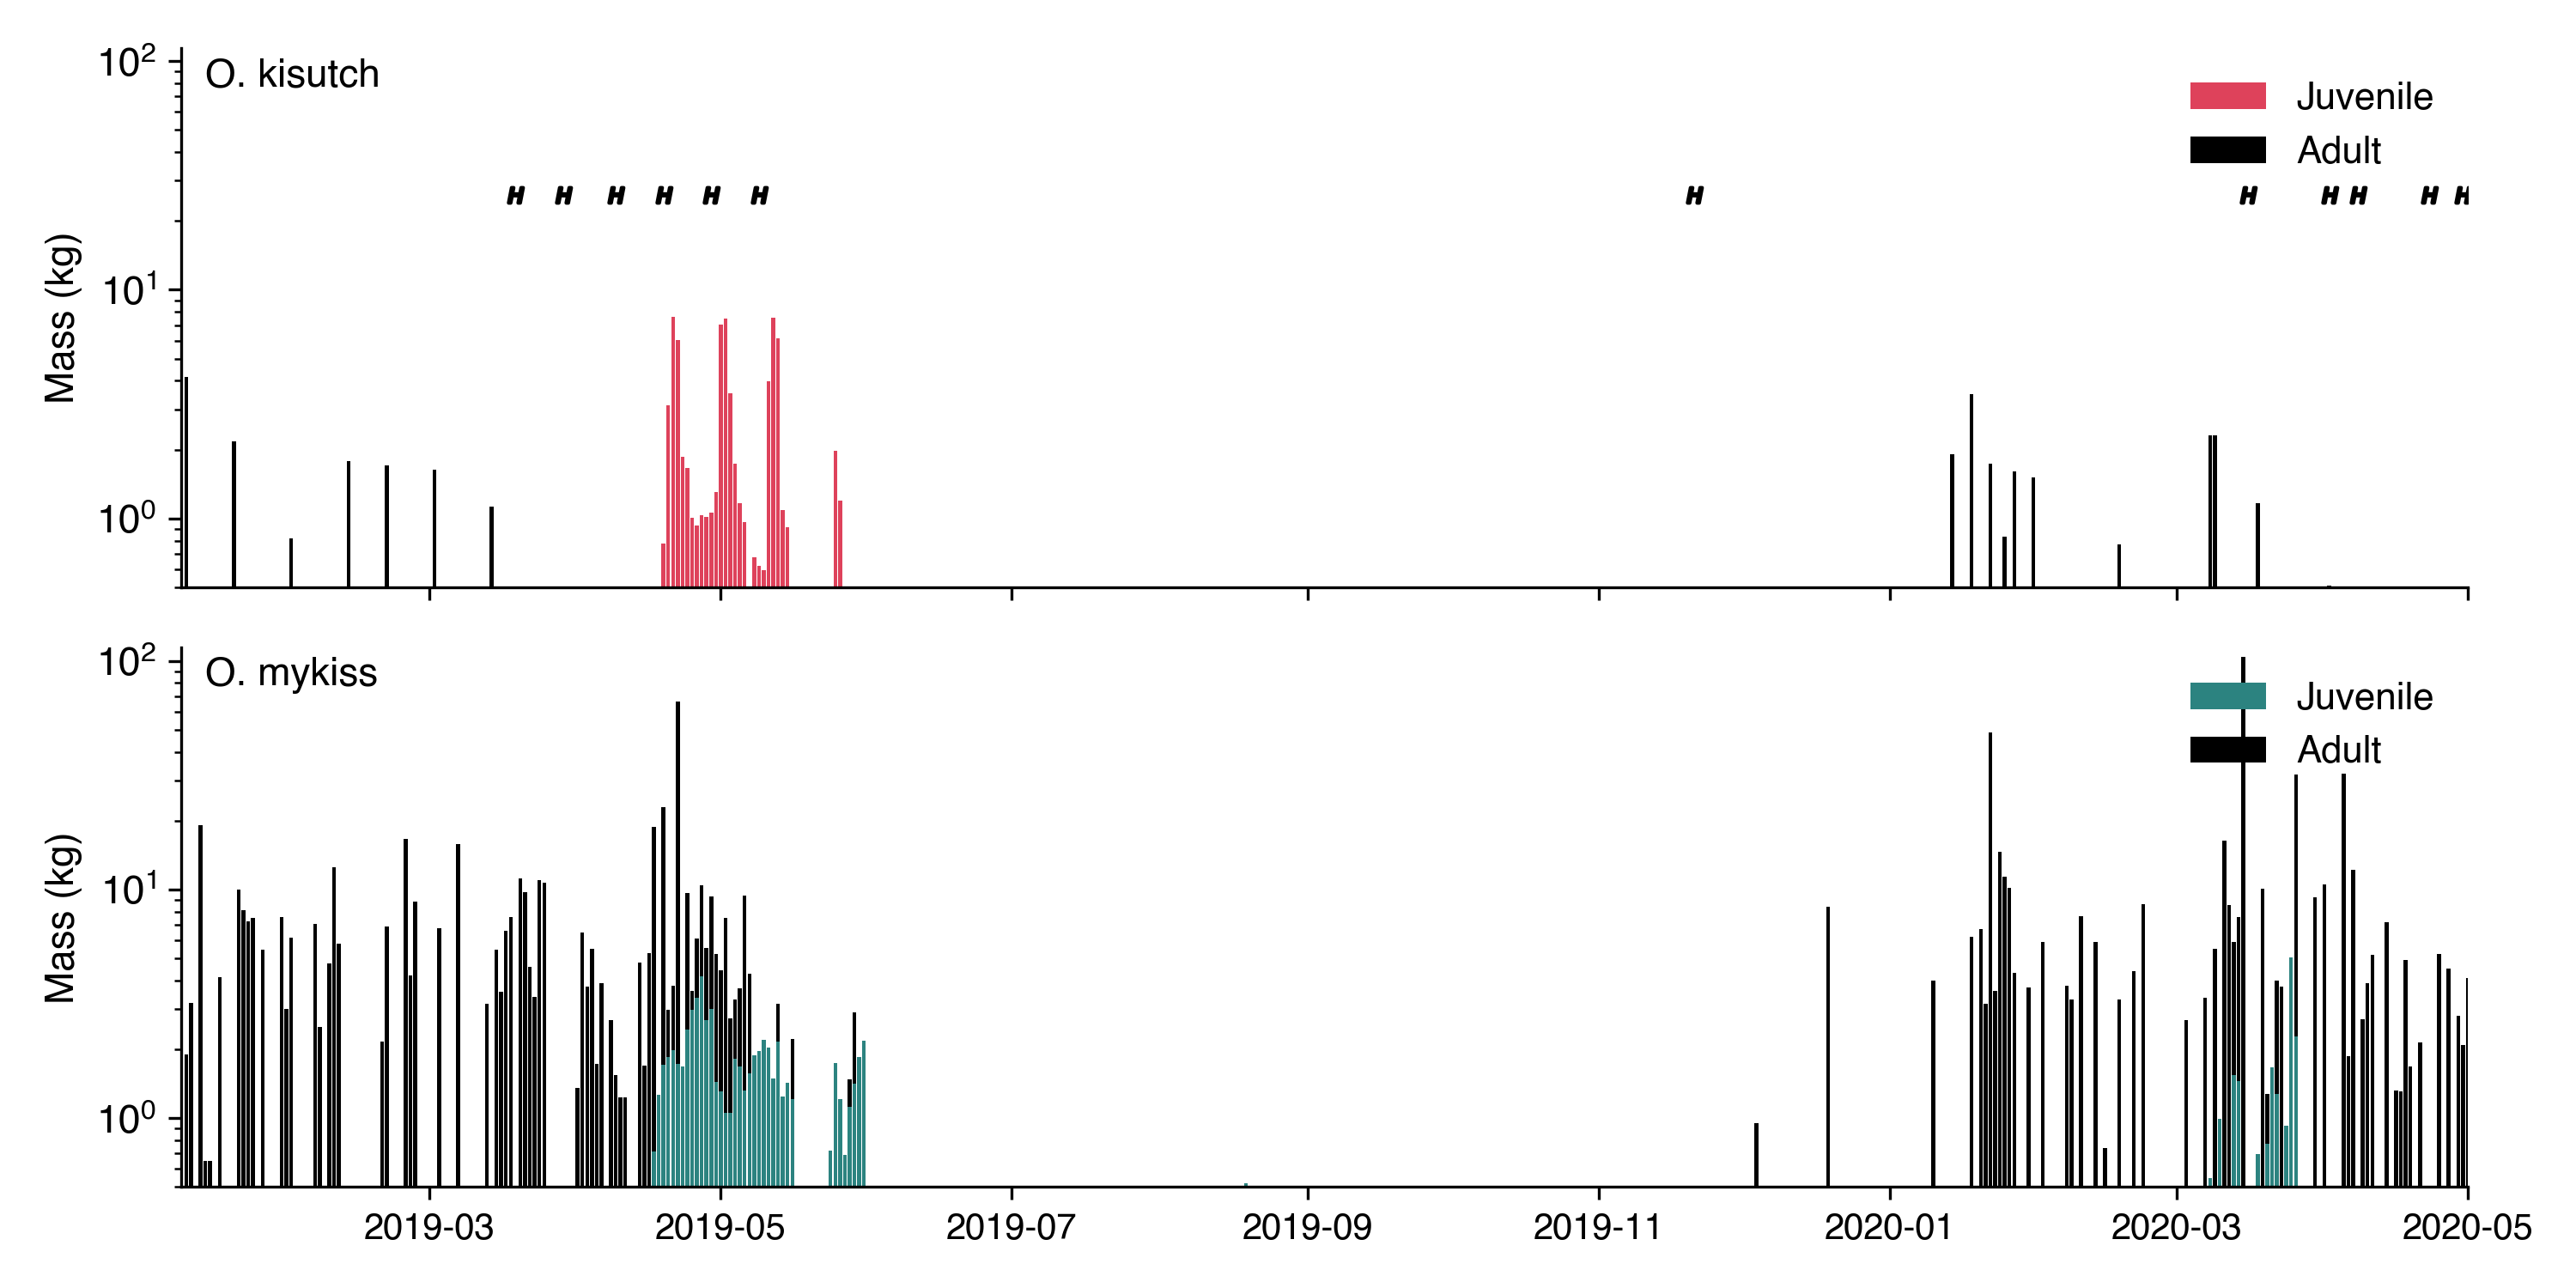 10²
O. kisutch
Juvenile
Adult
H H H H H H H H H H H H
Mass (kg)
10¹
10⁰
10²
O. mykiss
Juvenile
Adult
Mass (kg)
10¹
10⁰
2019-03 2019-05 2019-07 2019-09 2019-11 2020-01 2020-03 2020-05